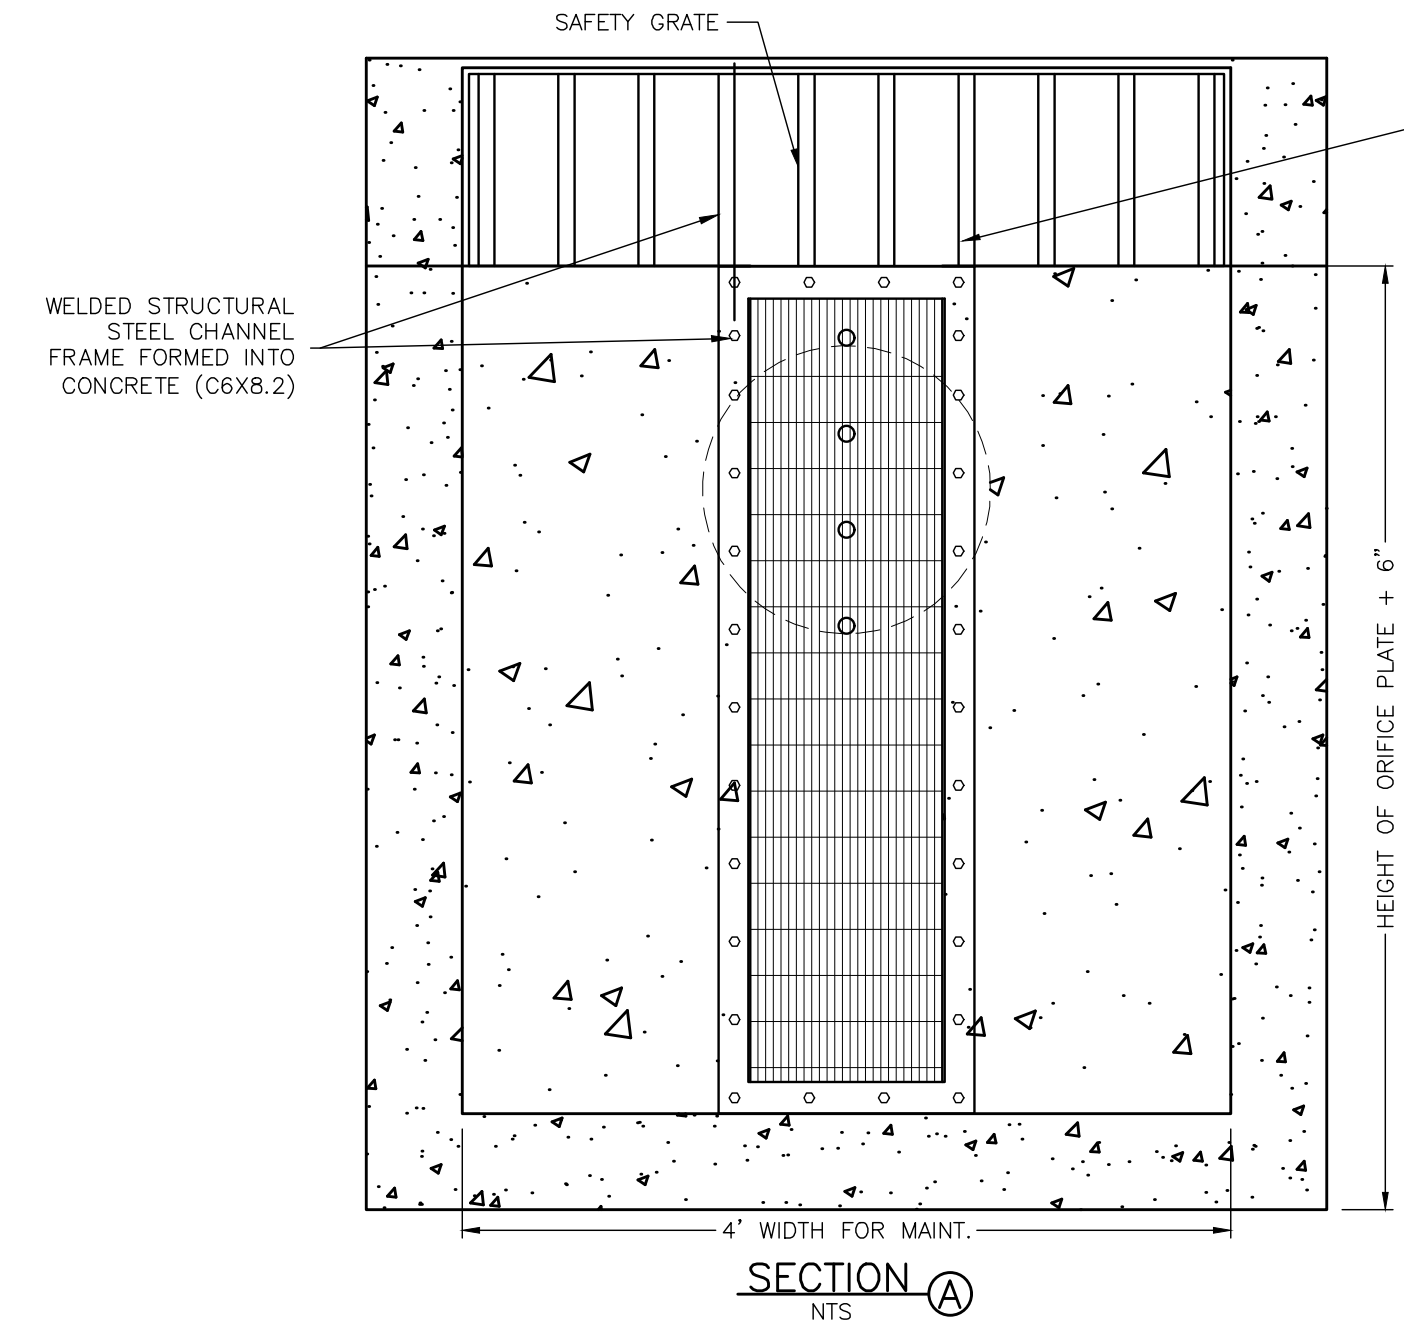 SAFETY GRATE
WELDED STRUCTURAL
STEEL CHANNEL
FRAME FORMED INTO
CONCRETE (C6X8.2)
HEIGHT OF ORIFICE PLATE + 6"
4' WIDTH FOR MAINT.
SECTION A
NTS